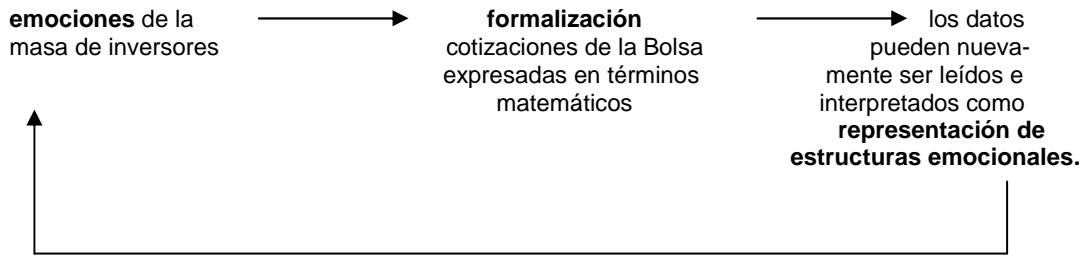 emociones de la
masa de inversores
formalización
cotizaciones de la Bolsa
expresadas en términos
matemáticos
los datos
pueden nueva-
mente ser leídos e
interpretados como
representación de
estructuras emocionales.